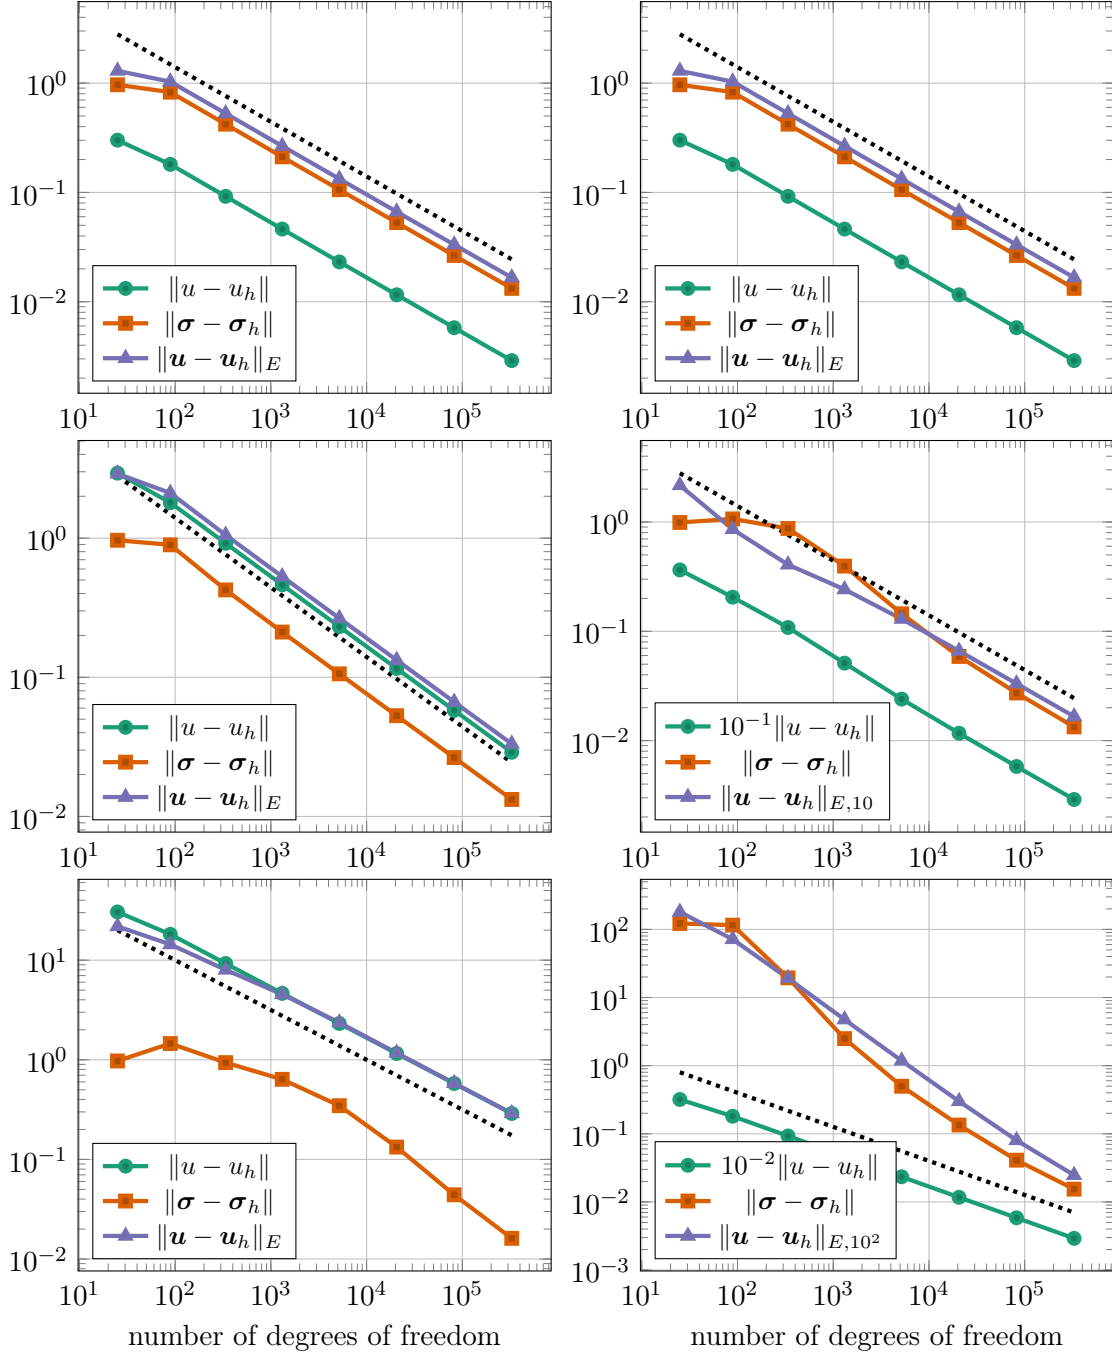 10^0
10^{-1}
10^{-2}
‖u − u_h‖
‖σ − σ_h‖
‖u − u_h‖_E
10^1 10^2 10^3 10^4 10^5
10^0
10^{-1}
10^{-2}
‖u − u_h‖
‖σ − σ_h‖
‖u − u_h‖_E
10^1 10^2 10^3 10^4 10^5
10^0
10^{-1}
10^{-2}
‖u − u_h‖
‖σ − σ_h‖
‖u − u_h‖_E
10^1 10^2 10^3 10^4 10^5
10^0
10^{-1}
10^{-2}
10^{-1}‖u − u_h‖
‖σ − σ_h‖
‖u − u_h‖_{E,10}
10^1 10^2 10^3 10^4 10^5
10^1
10^0
10^{-1}
10^{-2}
‖u − u_h‖
‖σ − σ_h‖
‖u − u_h‖_E
10^1 10^2 10^3 10^4 10^5
number of degrees of freedom
10^2
10^1
10^0
10^{-1}
10^{-2}
10^{-3}
10^{-2}‖u − u_h‖
‖σ − σ_h‖
‖u − u_h‖_{E,10^2}
10^1 10^2 10^3 10^4 10^5
number of degrees of freedom